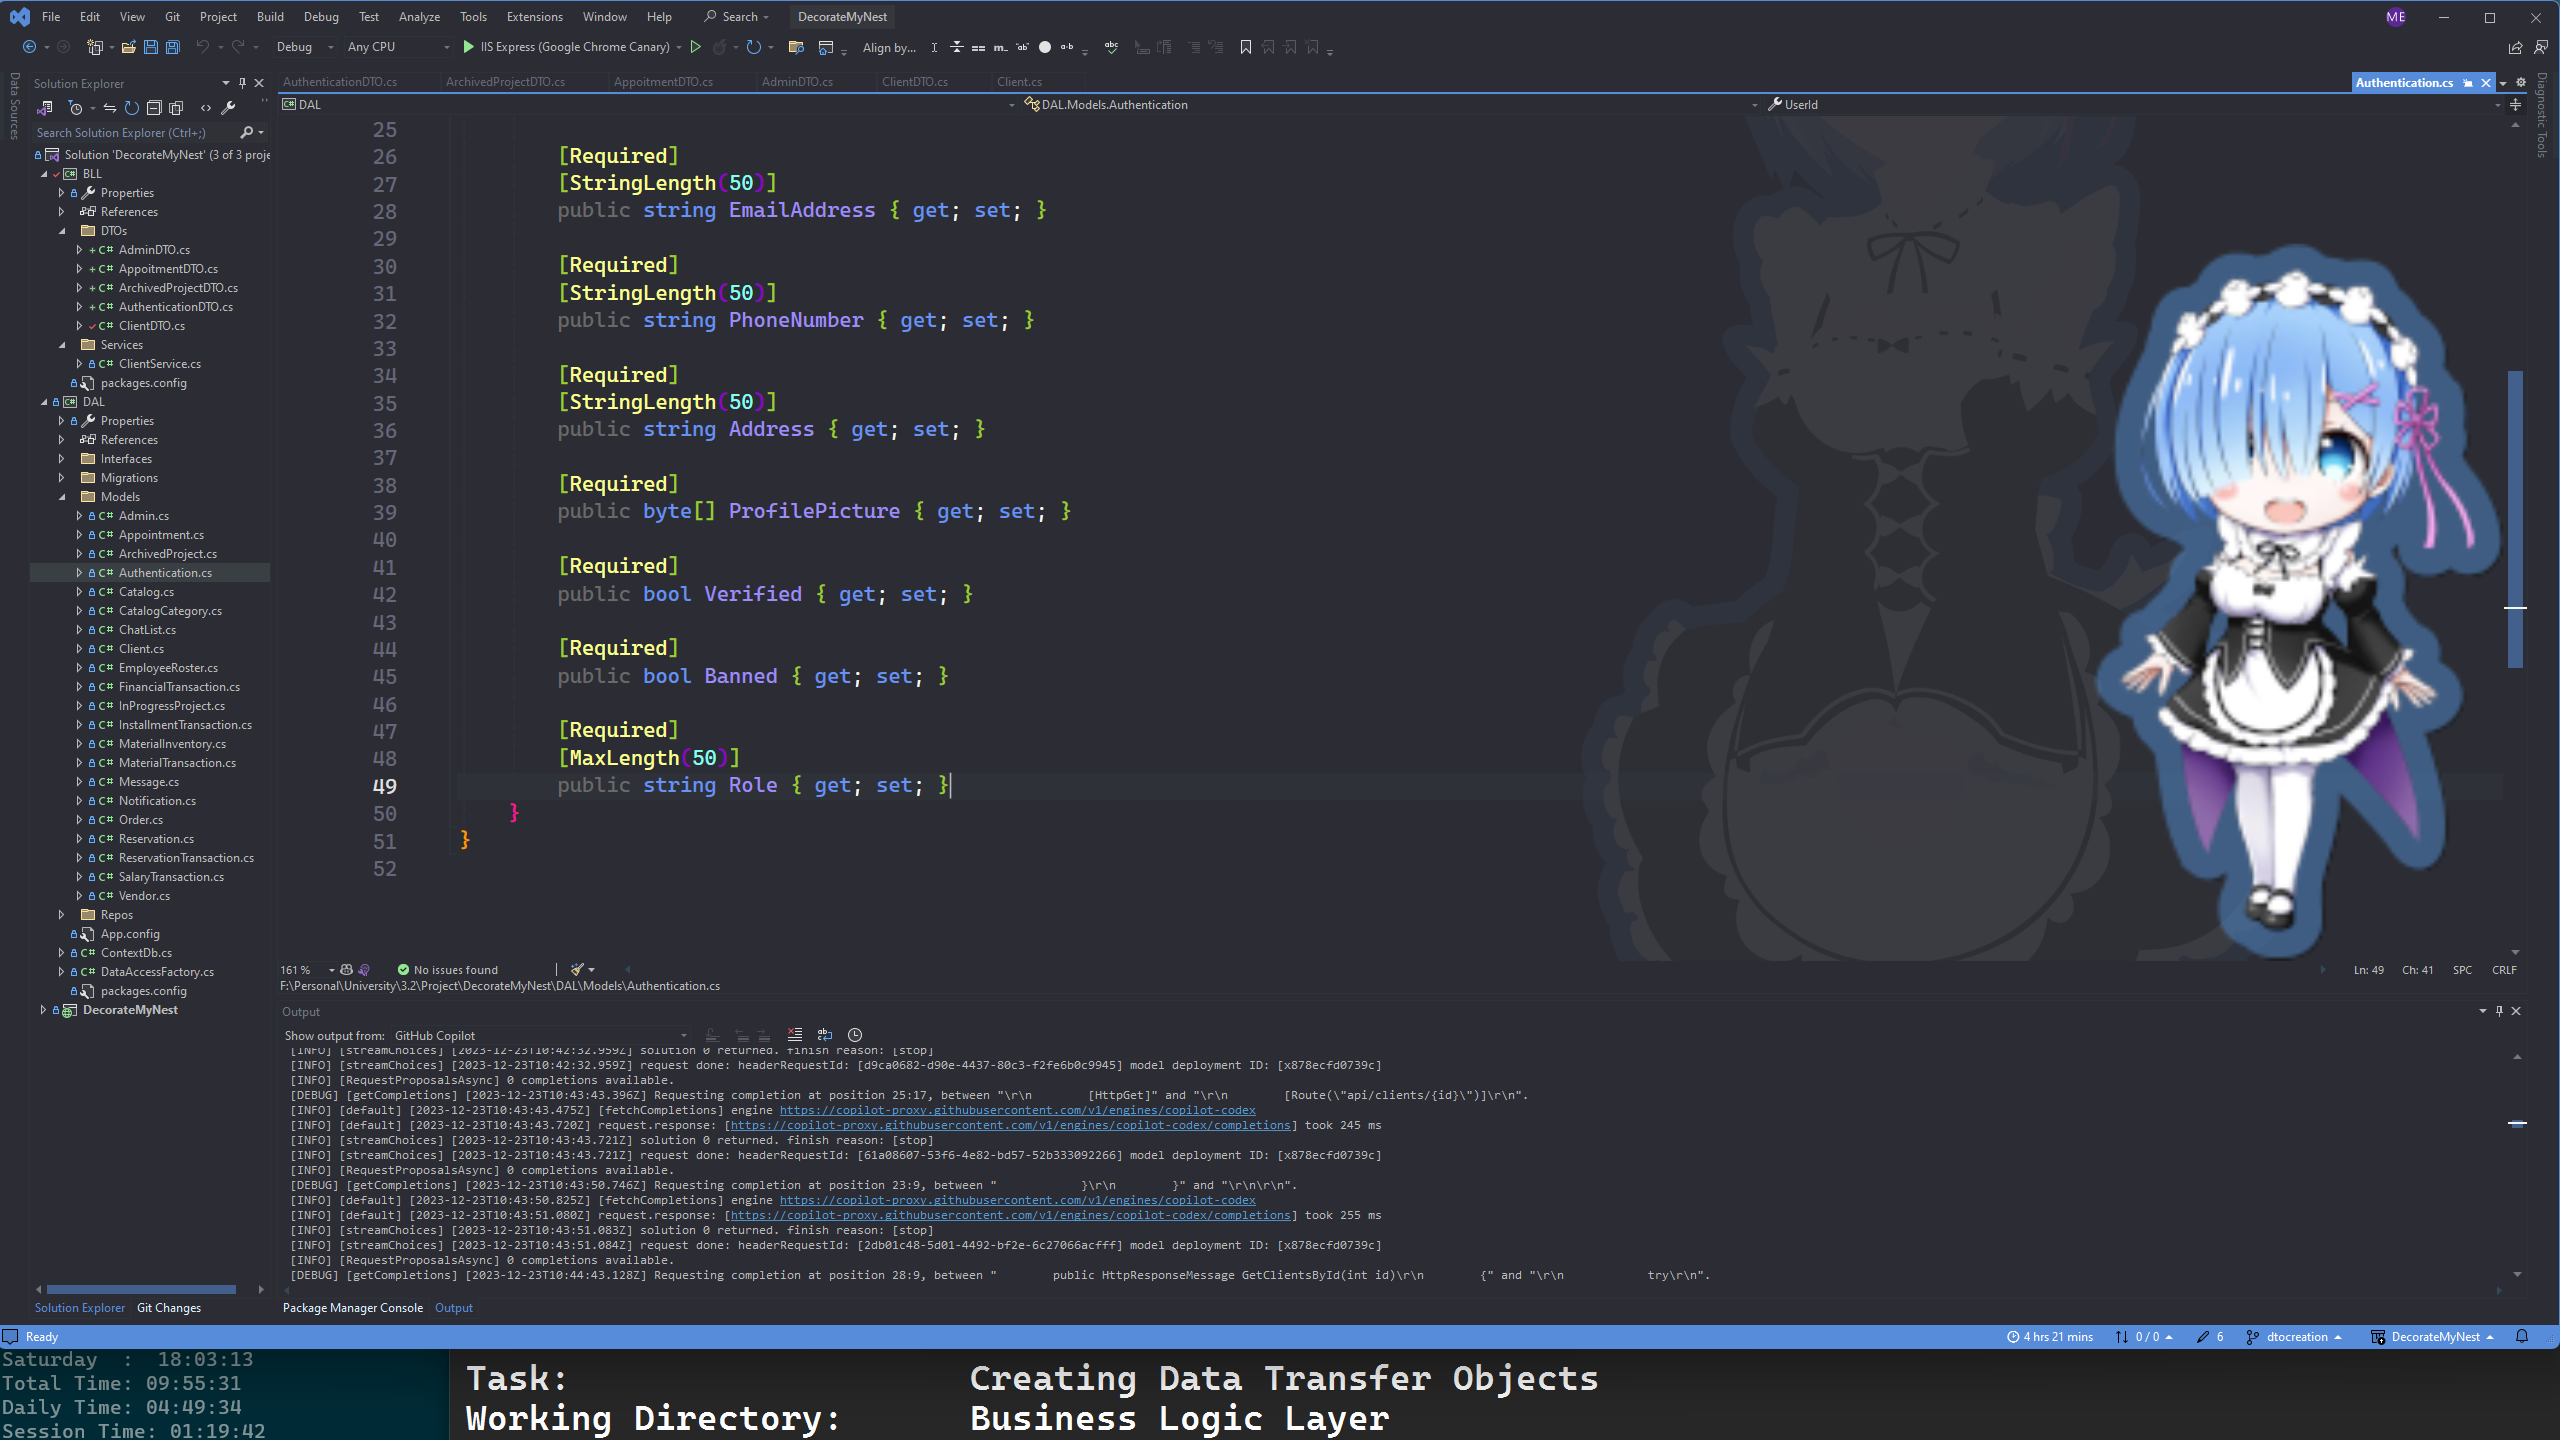 File Edit View Git Project Build Debug Test Analyze Tools Extensions Window Help Search DecorateMyNest ME
Debug Any CPU IIS Express (Google Chrome Canary) Align by...
Data Sources
Solution Explorer
Search Solution Explorer (Ctrl+;)
Solution 'DecorateMyNest' (3 of 3 proje
BLL
Properties
References
DTOs
AdminDTO.cs
AppoitmentDTO.cs
ArchivedProjectDTO.cs
AuthenticationDTO.cs
ClientDTO.cs
Services
ClientService.cs
packages.config
DAL
Properties
References
Interfaces
Migrations
Models
Admin.cs
Appointment.cs
ArchivedProject.cs
Authentication.cs
Catalog.cs
CatalogCategory.cs
ChatList.cs
Client.cs
EmployeeRoster.cs
FinancialTransaction.cs
InProgressProject.cs
InstallmentTransaction.cs
MaterialInventory.cs
MaterialTransaction.cs
Message.cs
Notification.cs
Order.cs
Reservation.cs
ReservationTransaction.cs
SalaryTransaction.cs
Vendor.cs
Repos
App.config
ContextDb.cs
DataAccessFactory.cs
packages.config
DecorateMyNest
Solution Explorer Git Changes
AuthenticationDTO.cs ArchivedProjectDTO.cs AppoitmentDTO.cs AdminDTO.cs ClientDTO.cs Client.cs Authentication.cs
DAL DAL.Models.Authentication UserId
Diagnostic Tools
25
26 [Required]
27 [StringLength(50)]
28 public string EmailAddress { get; set; }
29
30 [Required]
31 [StringLength(50)]
32 public string PhoneNumber { get; set; }
33
34 [Required]
35 [StringLength(50)]
36 public string Address { get; set; }
37
38 [Required]
39 public byte[] ProfilePicture { get; set; }
40
41 [Required]
42 public bool Verified { get; set; }
43
44 [Required]
45 public bool Banned { get; set; }
46
47 [Required]
48 [MaxLength(50)]
49 public string Role { get; set; }
50 }
51 }
52
161 % No issues found Ln: 49 Ch: 41 SPC CRLF
F:\Personal\University\3.2\Project\DecorateMyNest\DAL\Models\Authentication.cs
Output
Show output from: GitHub Copilot
[INFO] [streamChoices] [2023-12-23T10:42:32.959Z] solution 0 returned. finish reason: [stop]
[INFO] [streamChoices] [2023-12-23T10:42:32.959Z] request done: headerRequestId: [d9ca0682-d90e-4437-80c3-f2fe6b0c9945] model deployment ID: [x878ecfd0739c]
[INFO] [RequestProposalsAsync] 0 completions available.
[DEBUG] [getCompletions] [2023-12-23T10:43:43.396Z] Requesting completion at position 25:17, between "\r\n        [HttpGet]" and "\r\n        [Route(\"api/clients/{id}\")]\r\n".
[INFO] [default] [2023-12-23T10:43:43.475Z] [fetchCompletions] engine https://copilot-proxy.githubusercontent.com/v1/engines/copilot-codex
[INFO] [default] [2023-12-23T10:43:43.720Z] request.response: [https://copilot-proxy.githubusercontent.com/v1/engines/copilot-codex/completions] took 245 ms
[INFO] [streamChoices] [2023-12-23T10:43:43.721Z] solution 0 returned. finish reason: [stop]
[INFO] [streamChoices] [2023-12-23T10:43:43.721Z] request done: headerRequestId: [61a08607-53f6-4e82-bd57-52b333092266] model deployment ID: [x878ecfd0739c]
[INFO] [RequestProposalsAsync] 0 completions available.
[DEBUG] [getCompletions] [2023-12-23T10:43:50.746Z] Requesting completion at position 23:9, between "            }\r\n        }" and "\r\n\r\n".
[INFO] [default] [2023-12-23T10:43:50.825Z] [fetchCompletions] engine https://copilot-proxy.githubusercontent.com/v1/engines/copilot-codex
[INFO] [default] [2023-12-23T10:43:51.080Z] request.response: [https://copilot-proxy.githubusercontent.com/v1/engines/copilot-codex/completions] took 255 ms
[INFO] [streamChoices] [2023-12-23T10:43:51.083Z] solution 0 returned. finish reason: [stop]
[INFO] [streamChoices] [2023-12-23T10:43:51.084Z] request done: headerRequestId: [2db01c48-5d01-4492-bf2e-6c27066acfff] model deployment ID: [x878ecfd0739c]
[INFO] [RequestProposalsAsync] 0 completions available.
[DEBUG] [getCompletions] [2023-12-23T10:44:43.128Z] Requesting completion at position 28:9, between "        public HttpResponseMessage GetClientsById(int id)\r\n        {" and "\r\n            try\r\n".
Package Manager Console Output
Ready 4 hrs 21 mins 0 / 0 6 dtocreation DecorateMyNest
Saturday : 18:03:13
Total Time: 09:55:31
Daily Time: 04:49:34
Session Time: 01:19:42
Task: Creating Data Transfer Objects
Working Directory: Business Logic Layer